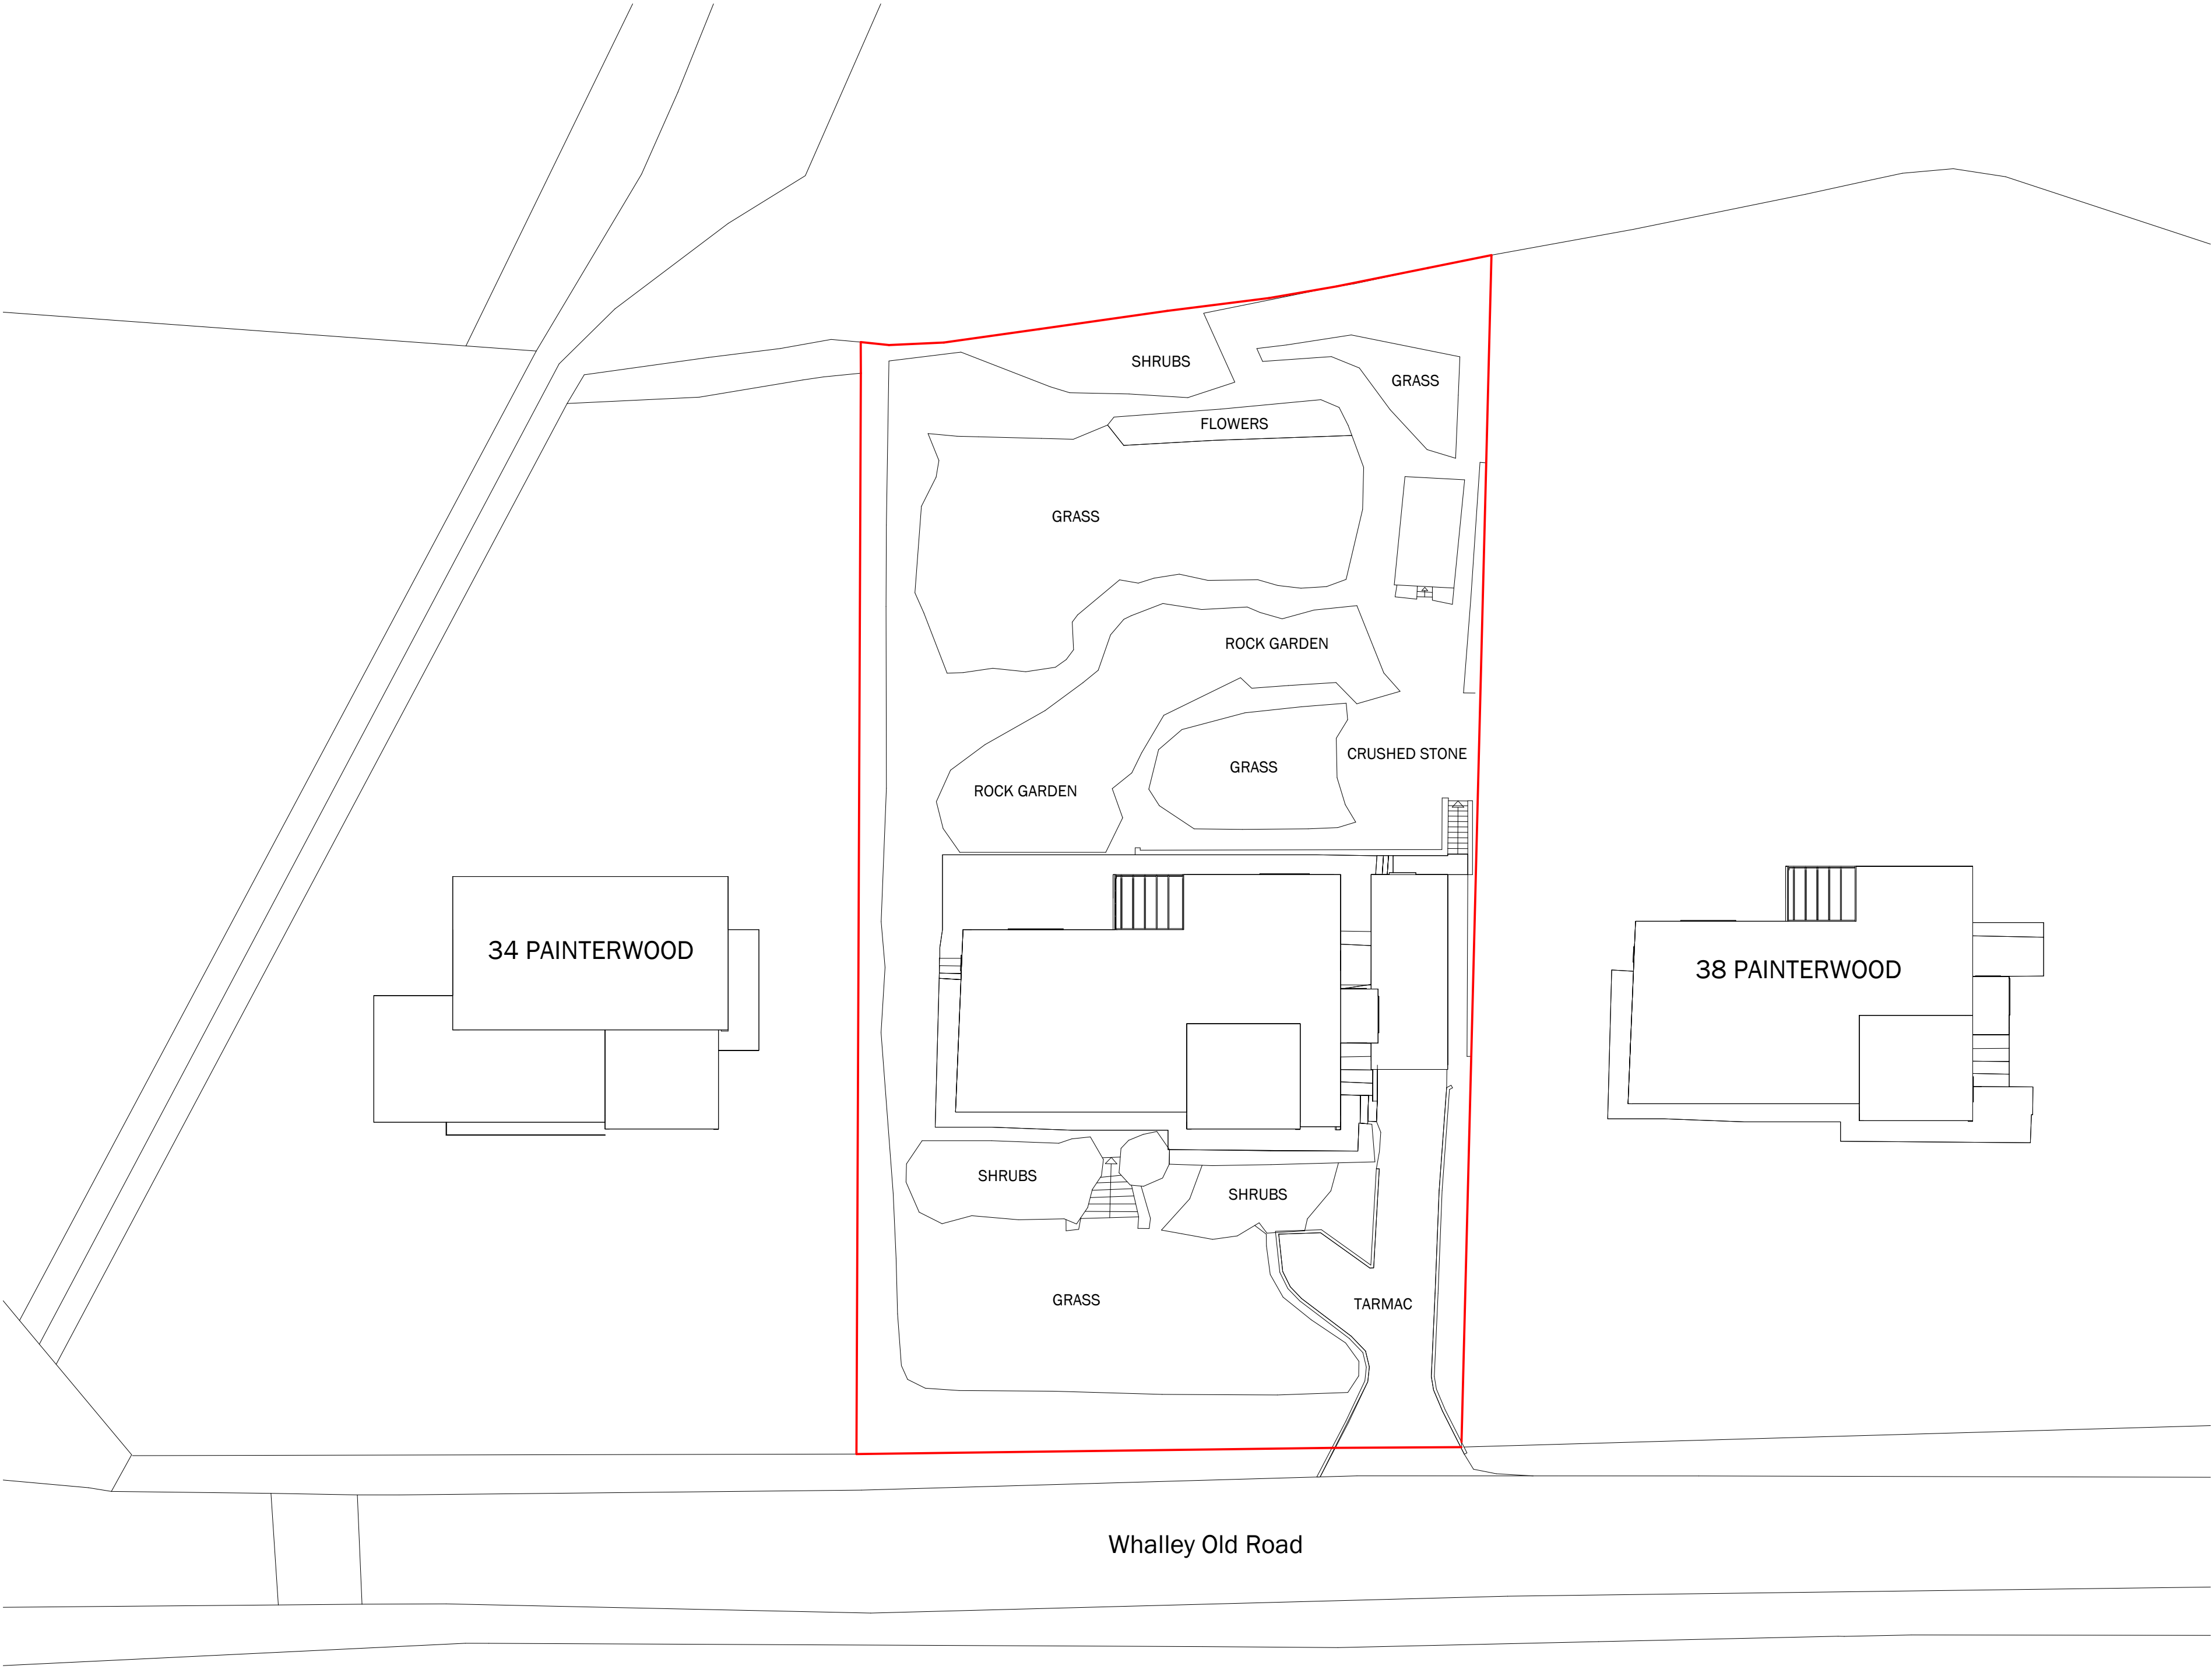 SHRUBS
GRASS
FLOWERS
GRASS
ROCK GARDEN
CRUSHED STONE
GRASS
ROCK GARDEN
34 PAINTERWOOD
38 PAINTERWOOD
SHRUBS
SHRUBS
GRASS
TARMAC
Whalley Old Road